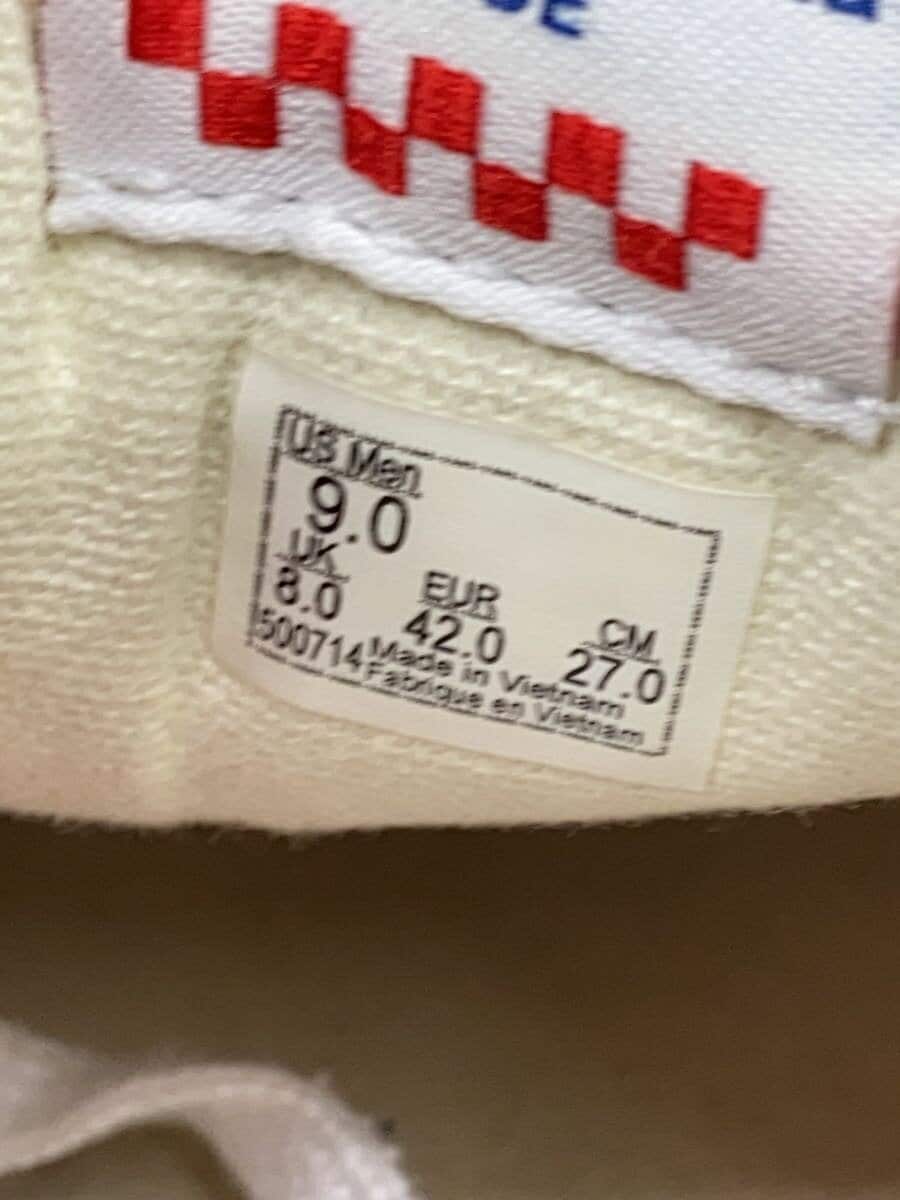 US Men
9.0
UK EUR CM
8.0 42.0 27.0
500714 Made in Vietnam
Fabrique en Vietnam